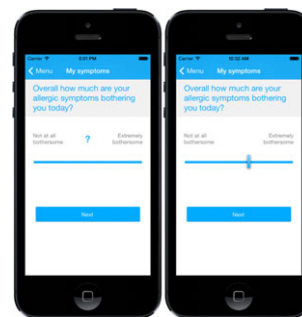 Carrier 5:01 PM
Menu My symptoms
Overall how much are your
allergic symptoms bothering
you today?
Not at all
bothersome
?
Extremely
bothersome
Next
Carrier 10:32 AM
Menu My symptoms
Overall how much are your
allergic symptoms bothering
you today?
Not at all
bothersome
Extremely
bothersome
Next